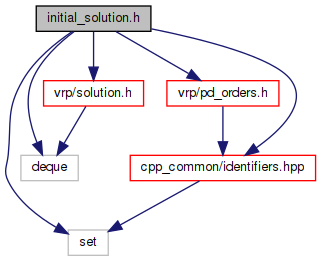 initial_solution.h
vrp/solution.h
vrp/pd_orders.h
deque
cpp_common/identifiers.hpp
set